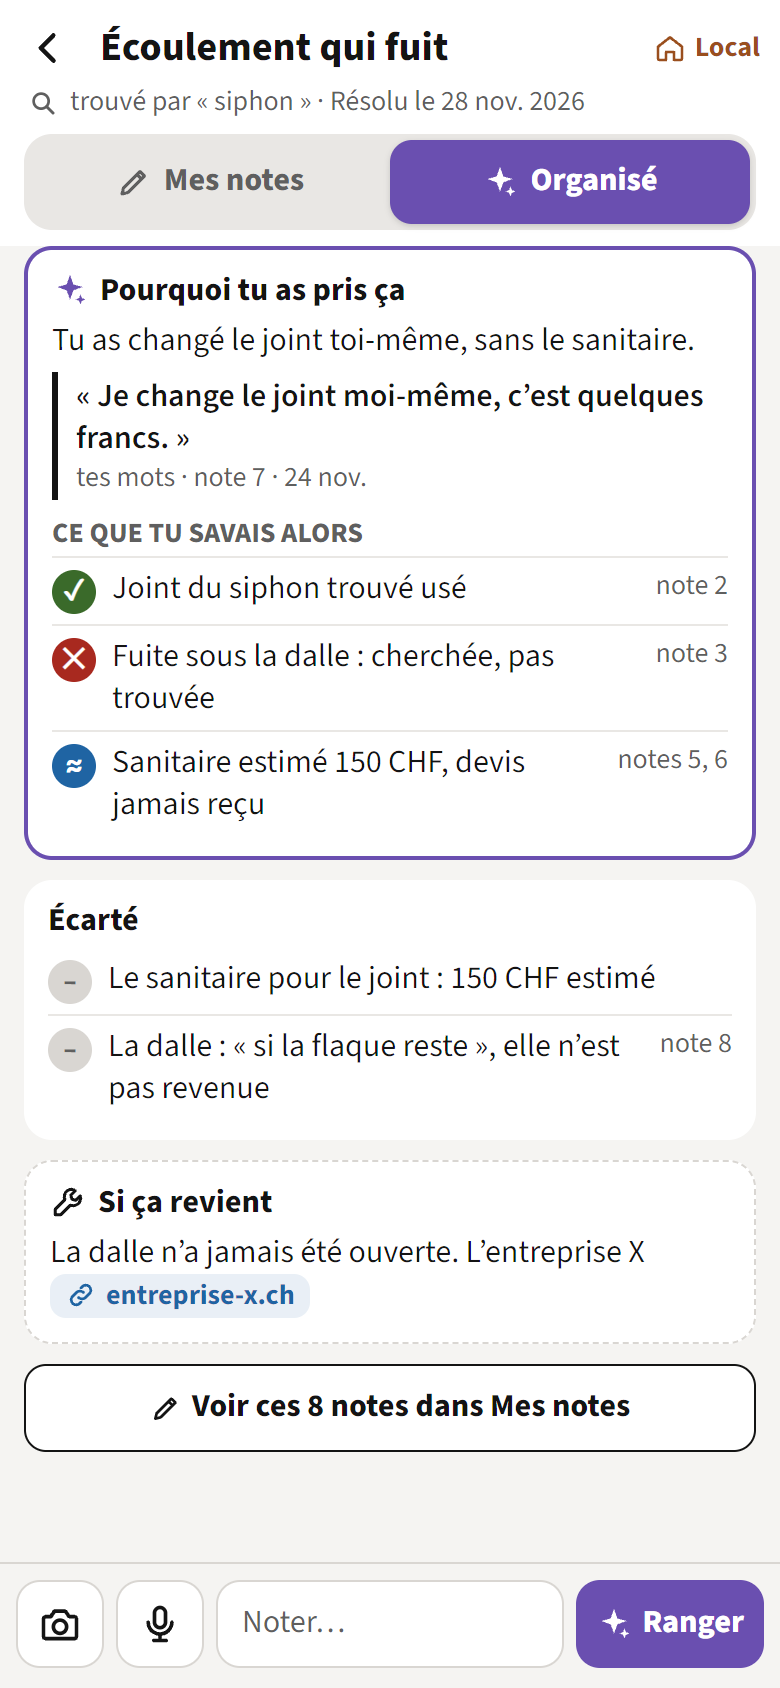 Écoulement qui fuit
Local
trouvé par « siphon » · Résolu le 28 nov. 2026
Mes notes
Organisé
Pourquoi tu as pris ça
Tu as changé le joint toi-même, sans le sanitaire.
« Je change le joint moi-même, c’est quelques
francs. »
tes mots · note 7 · 24 nov.
CE QUE TU SAVAIS ALORS
Joint du siphon trouvé usé
note 2
Fuite sous la dalle : cherchée, pas
trouvée
note 3
Sanitaire estimé 150 CHF, devis
jamais reçu
notes 5, 6
Écarté
Le sanitaire pour le joint : 150 CHF estimé
La dalle : « si la flaque reste », elle n’est
pas revenue
note 8
Si ça revient
La dalle n’a jamais été ouverte. L’entreprise X
entreprise-x.ch
Voir ces 8 notes dans Mes notes
Noter…
Ranger